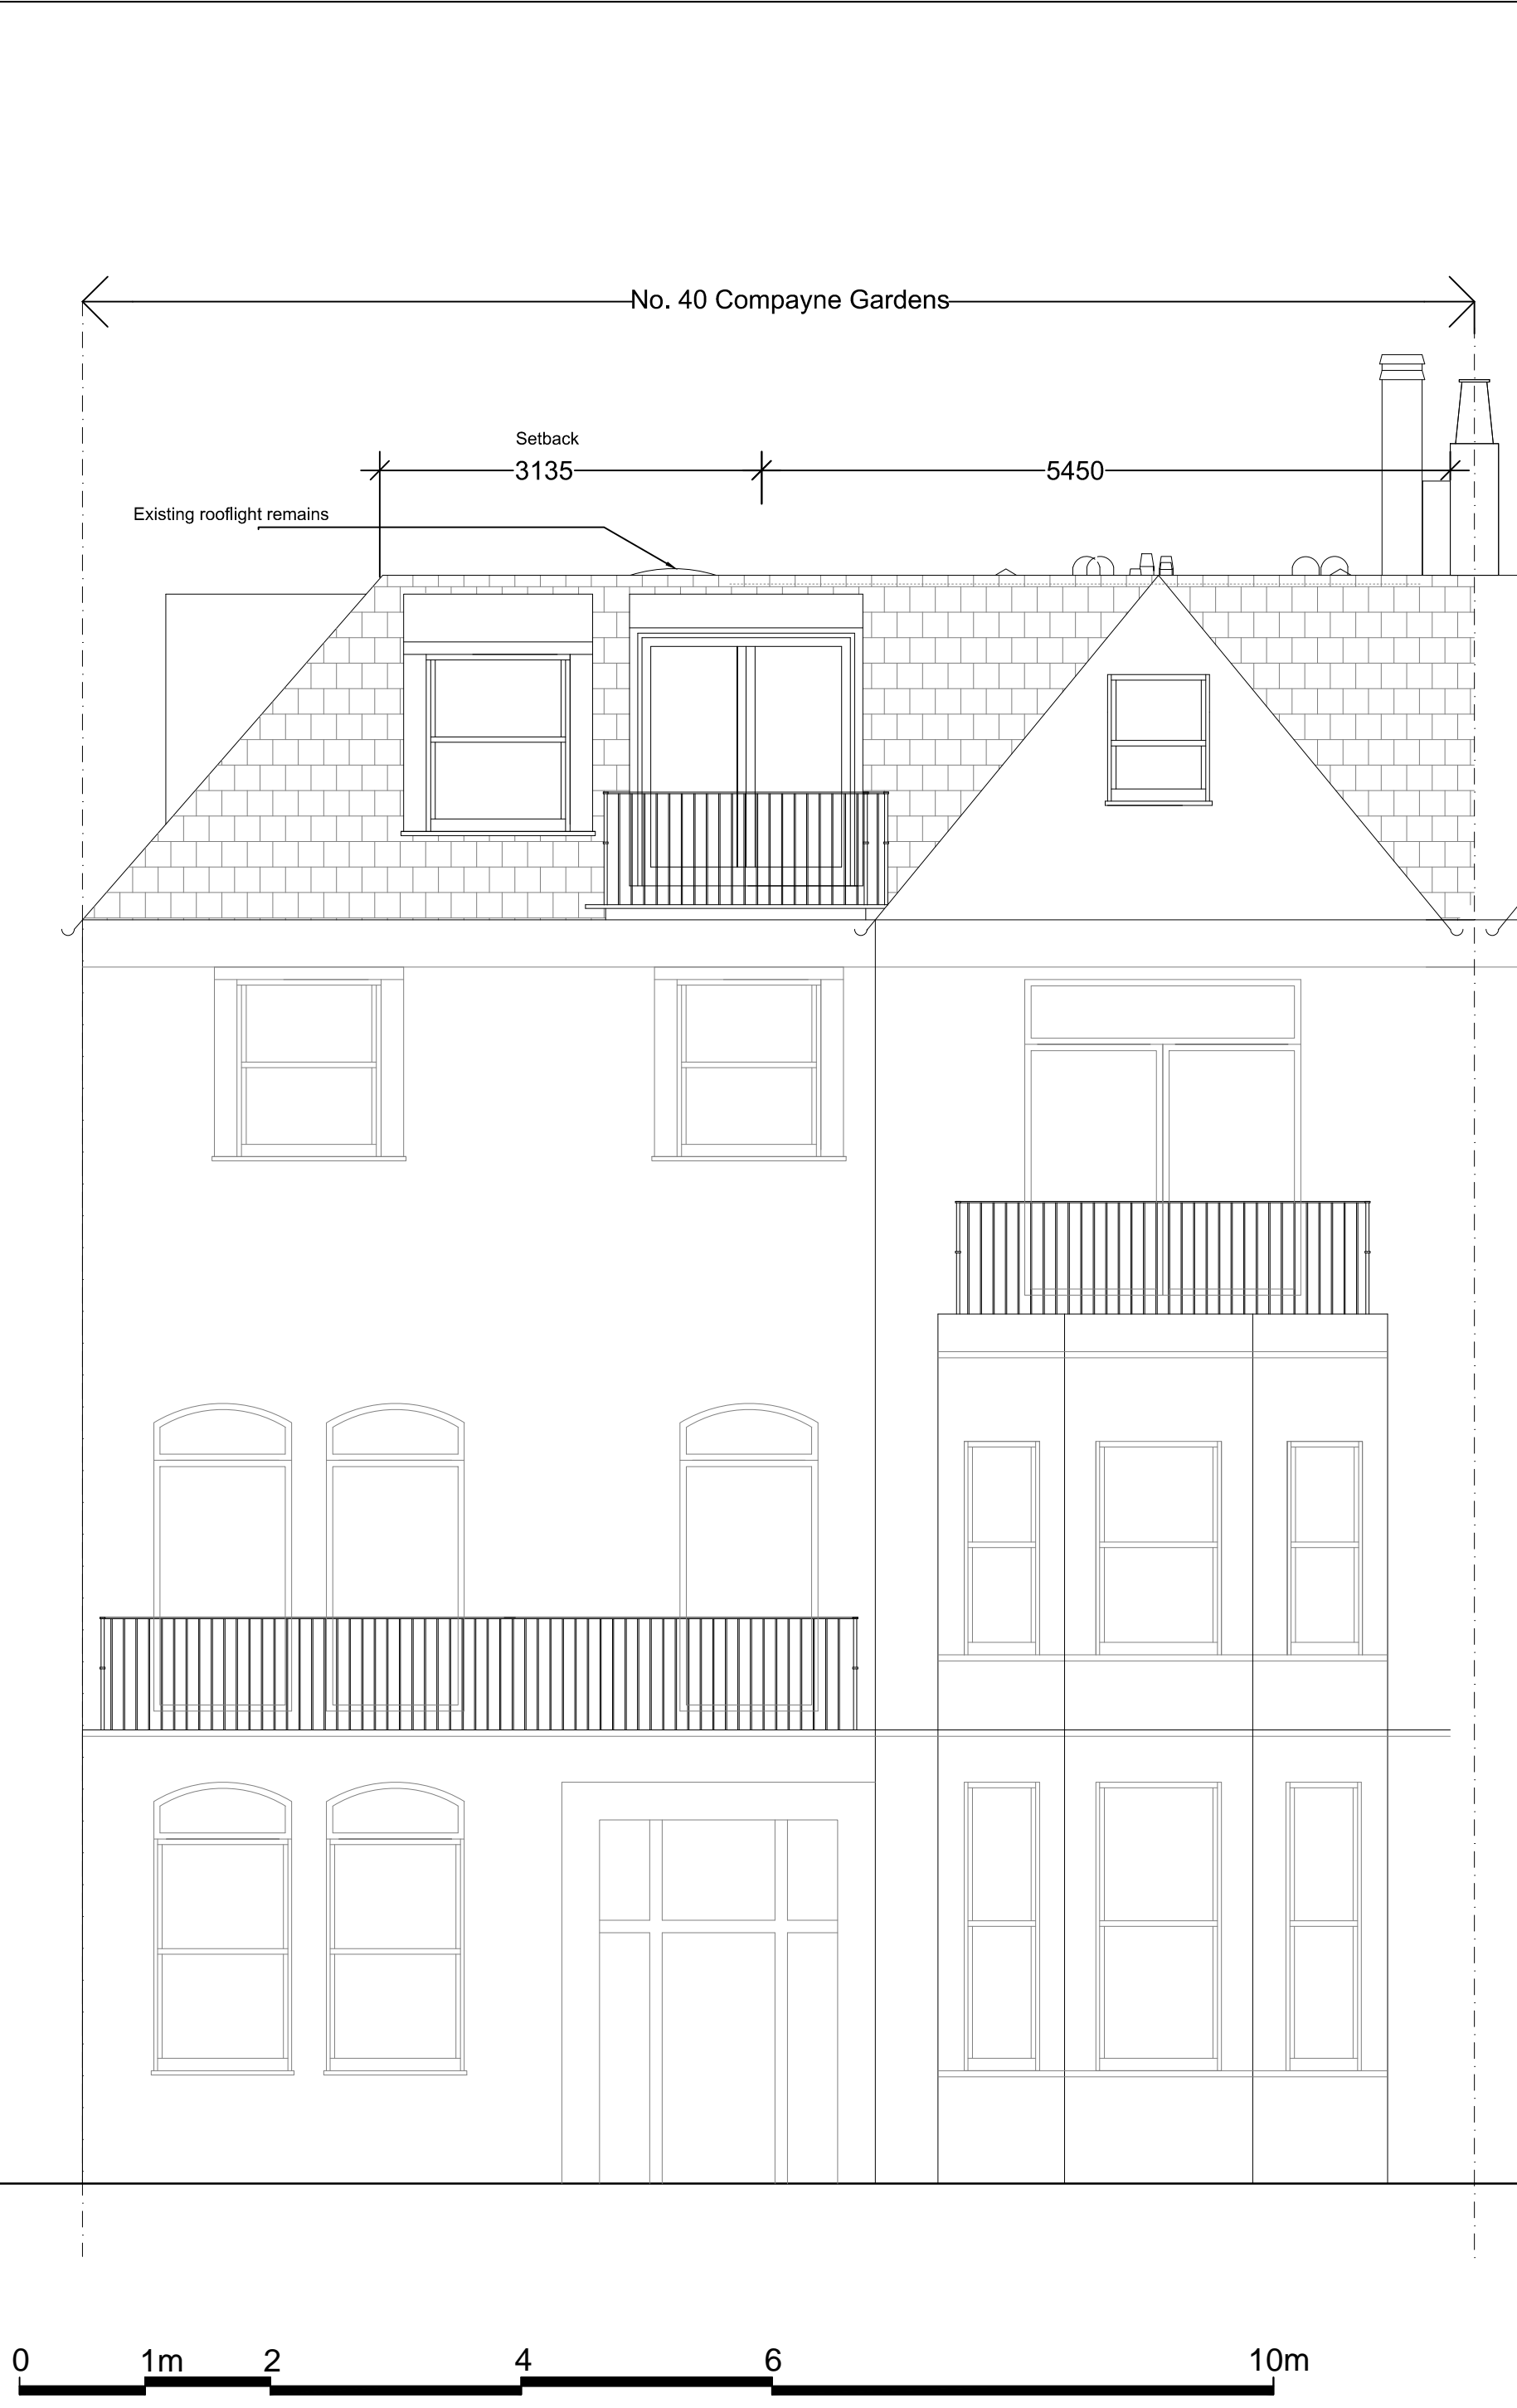 No. 40 Compayne Gardens
Setback
3135 5450
Existing rooflight remains
0 1m 2 4 6 10m